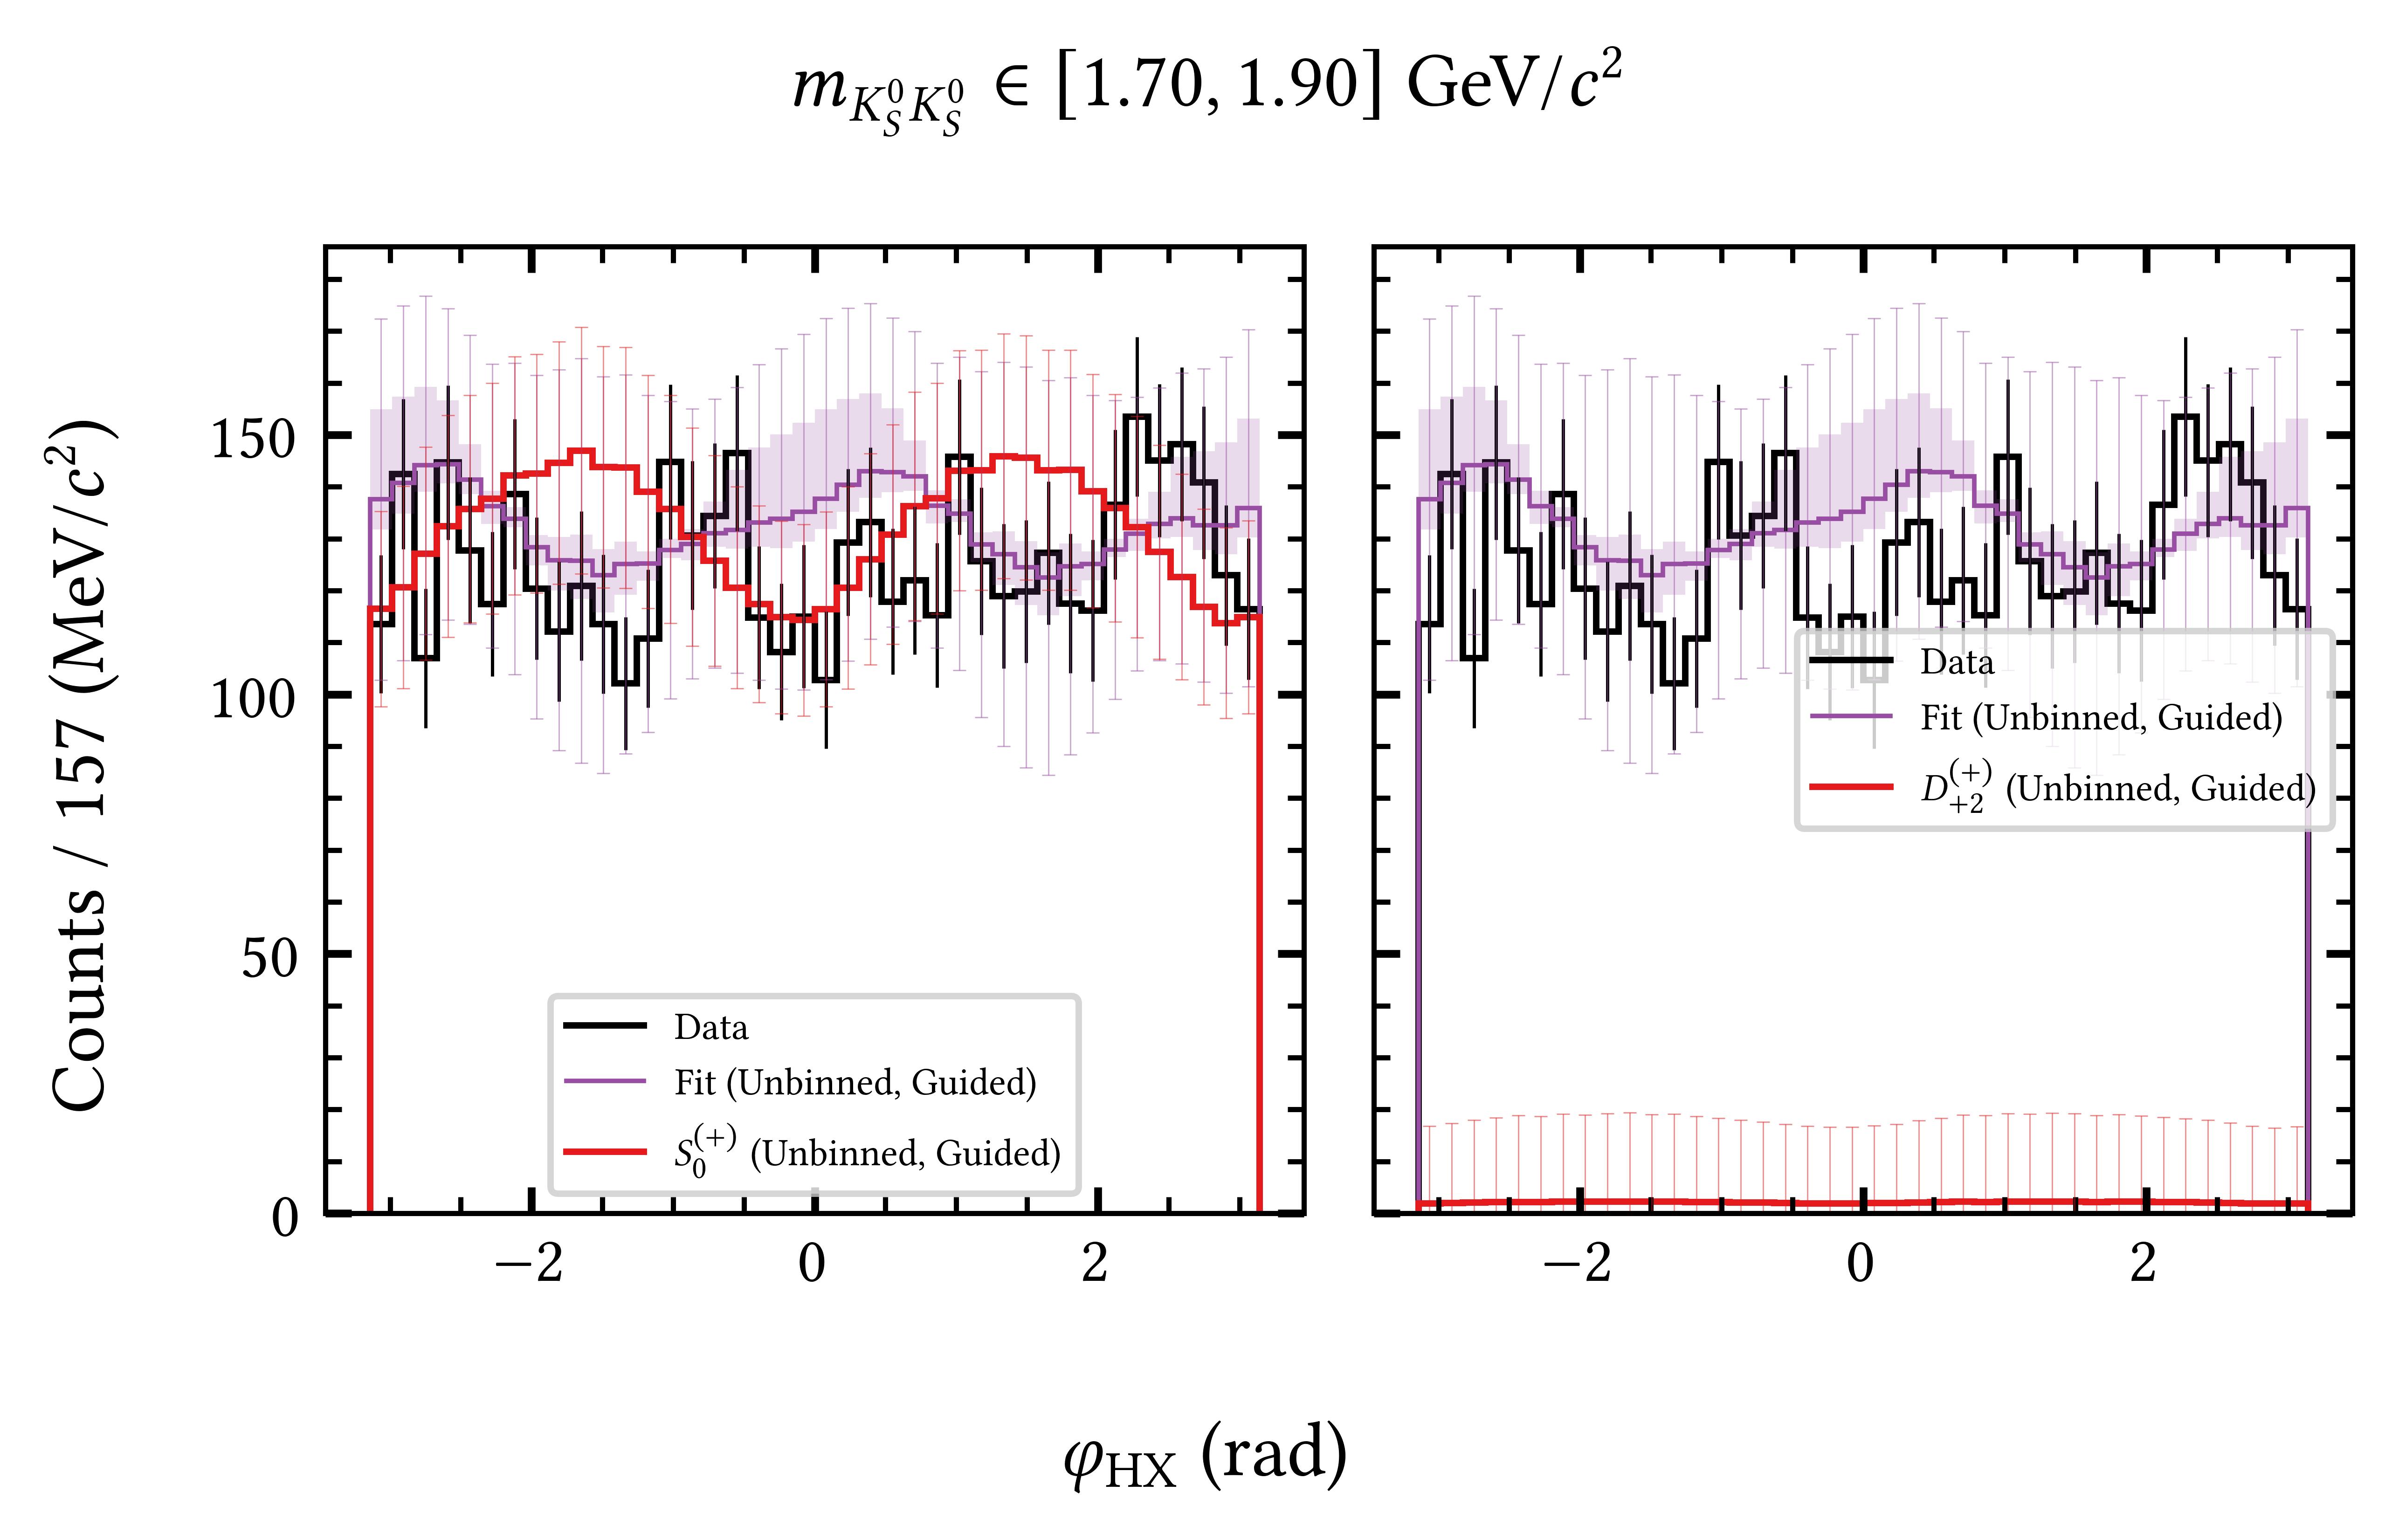 m_{K_S^0 K_S^0} ∈ [1.70, 1.90] GeV/c²
Counts / 157 (MeV/c²)
150
100
50
0
Data
Fit (Unbinned, Guided)
S_0^{(+)} (Unbinned, Guided)
−2
0
2
Data
Fit (Unbinned, Guided)
D_{+2}^{(+)} (Unbinned, Guided)
−2
0
2
φ_{HX} (rad)